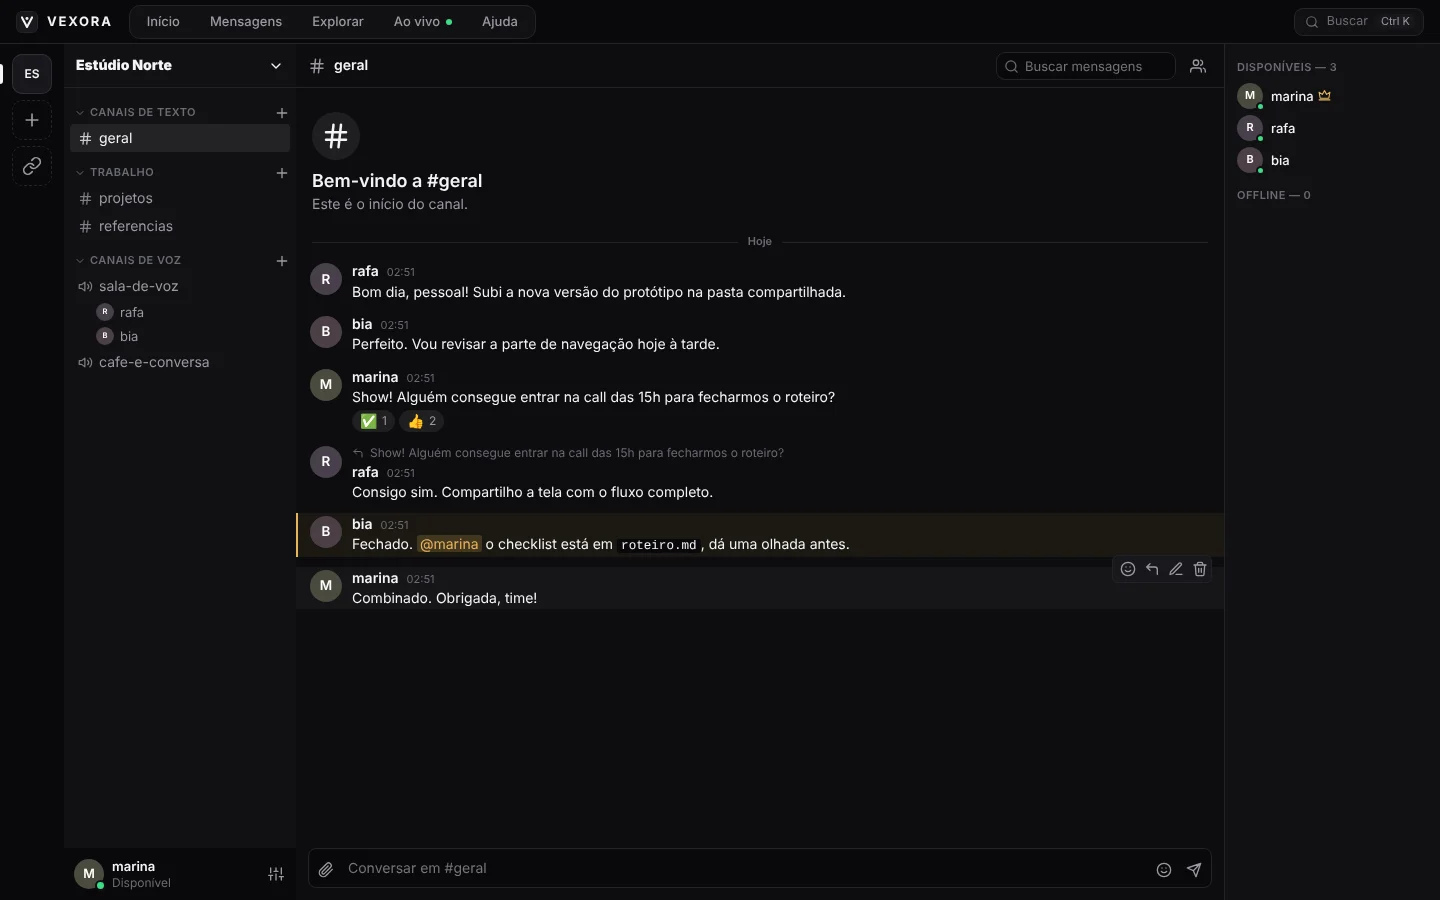 VEXORA
Início Mensagens Explorar Ao vivo Ajuda
Buscar Ctrl K
ES
Estúdio Norte
CANAIS DE TEXTO
geral
TRABALHO
projetos
referencias
CANAIS DE VOZ
sala-de-voz
R rafa
B bia
cafe-e-conversa
M marina
Disponível
# geral
Buscar mensagens
#
Bem-vindo a #geral
Este é o início do canal.
Hoje
R rafa 02:51
Bom dia, pessoal! Subi a nova versão do protótipo na pasta compartilhada.
B bia 02:51
Perfeito. Vou revisar a parte de navegação hoje à tarde.
M marina 02:51
Show! Alguém consegue entrar na call das 15h para fecharmos o roteiro?
✅ 1 👍 2
Show! Alguém consegue entrar na call das 15h para fecharmos o roteiro?
R rafa 02:51
Consigo sim. Compartilho a tela com o fluxo completo.
B bia 02:51
Fechado. @marina o checklist está em roteiro.md, dá uma olhada antes.
M marina 02:51
Combinado. Obrigada, time!
Conversar em #geral
DISPONÍVEIS — 3
M marina
R rafa
B bia
OFFLINE — 0